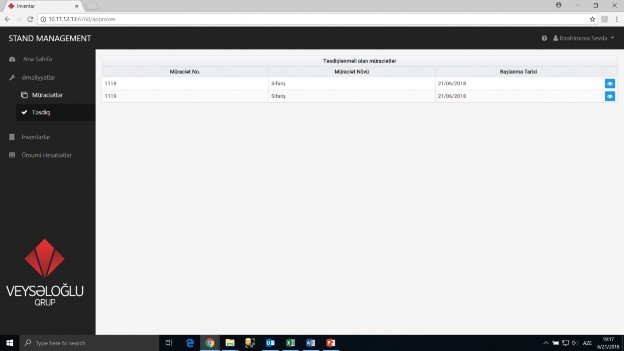 Inventar
10.11.12.13:6768/approves
STAND MANAGEMENT
Ibrahimova Sevda
Ana Səhifə
Əməliyyatlar
Müraciətlər
Təsdiq
İnventarlar
Ümumi Hesabatlar
Təsdiqlənməli olan müraciətlər
Müraciət No. Müraciət Növü Başlanma Tarixi
1118 Sifariş 21/06/2018
1119 Sifariş 21/06/2018
VEYSƏLOĞLU
QRUP
Type here to search
AZE
19:17
6/21/2018